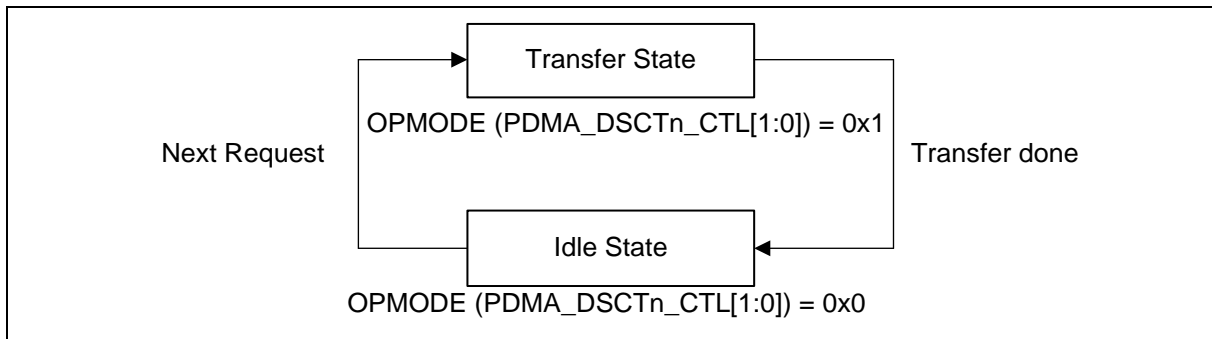 Transfer State
OPMODE (PDMA_DSCTn_CTL[1:0]) = 0x1
Next Request
Transfer done
Idle State
OPMODE (PDMA_DSCTn_CTL[1:0]) = 0x0